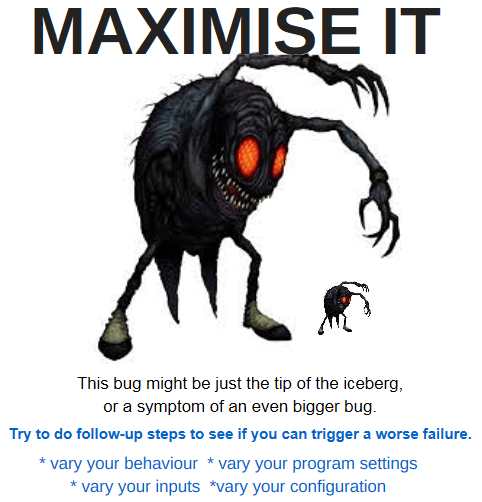 MAXIMISE IT
This bug might be just the tip of the iceberg,
or a symptom of an even bigger bug.
Try to do follow-up steps to see if you can trigger a worse failure.
* vary your behaviour  * vary your program settings
* vary your inputs  *vary your configuration